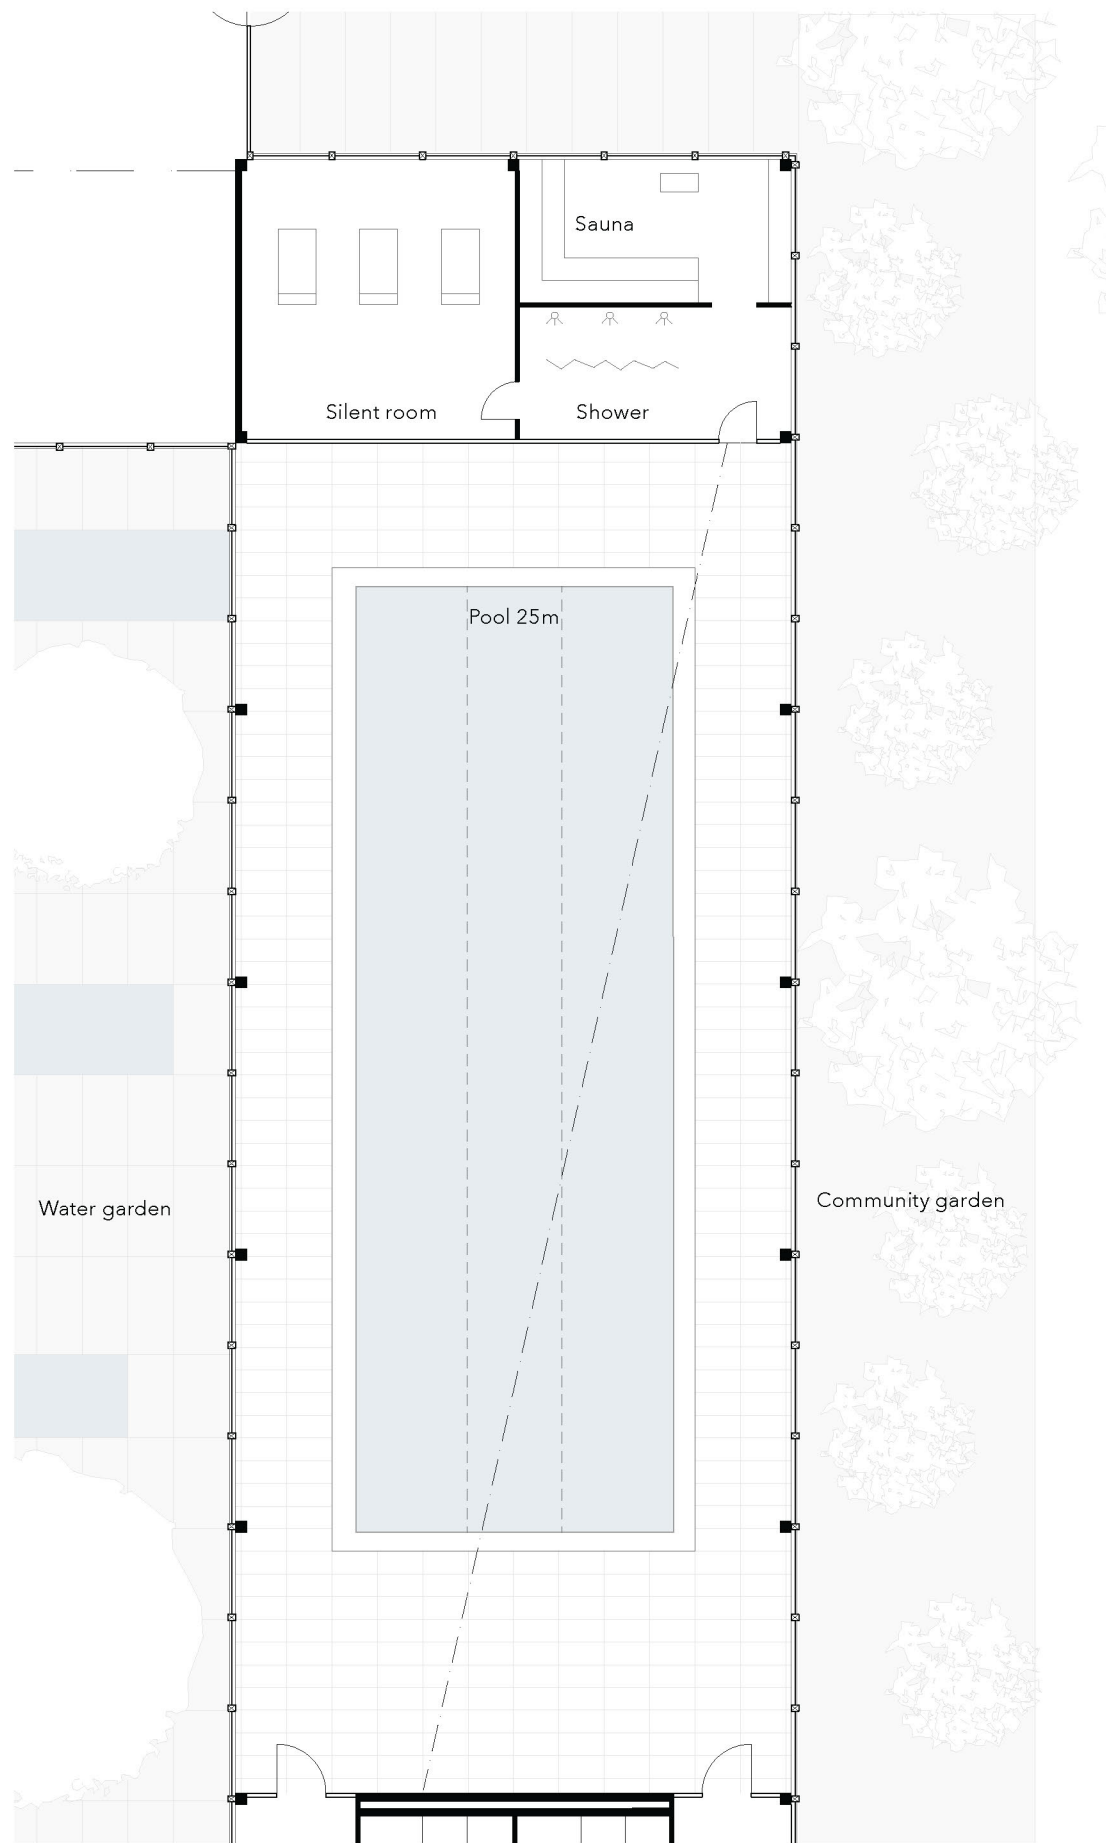 Sauna
Silent room
Shower
Pool 25m
Water garden
Community garden